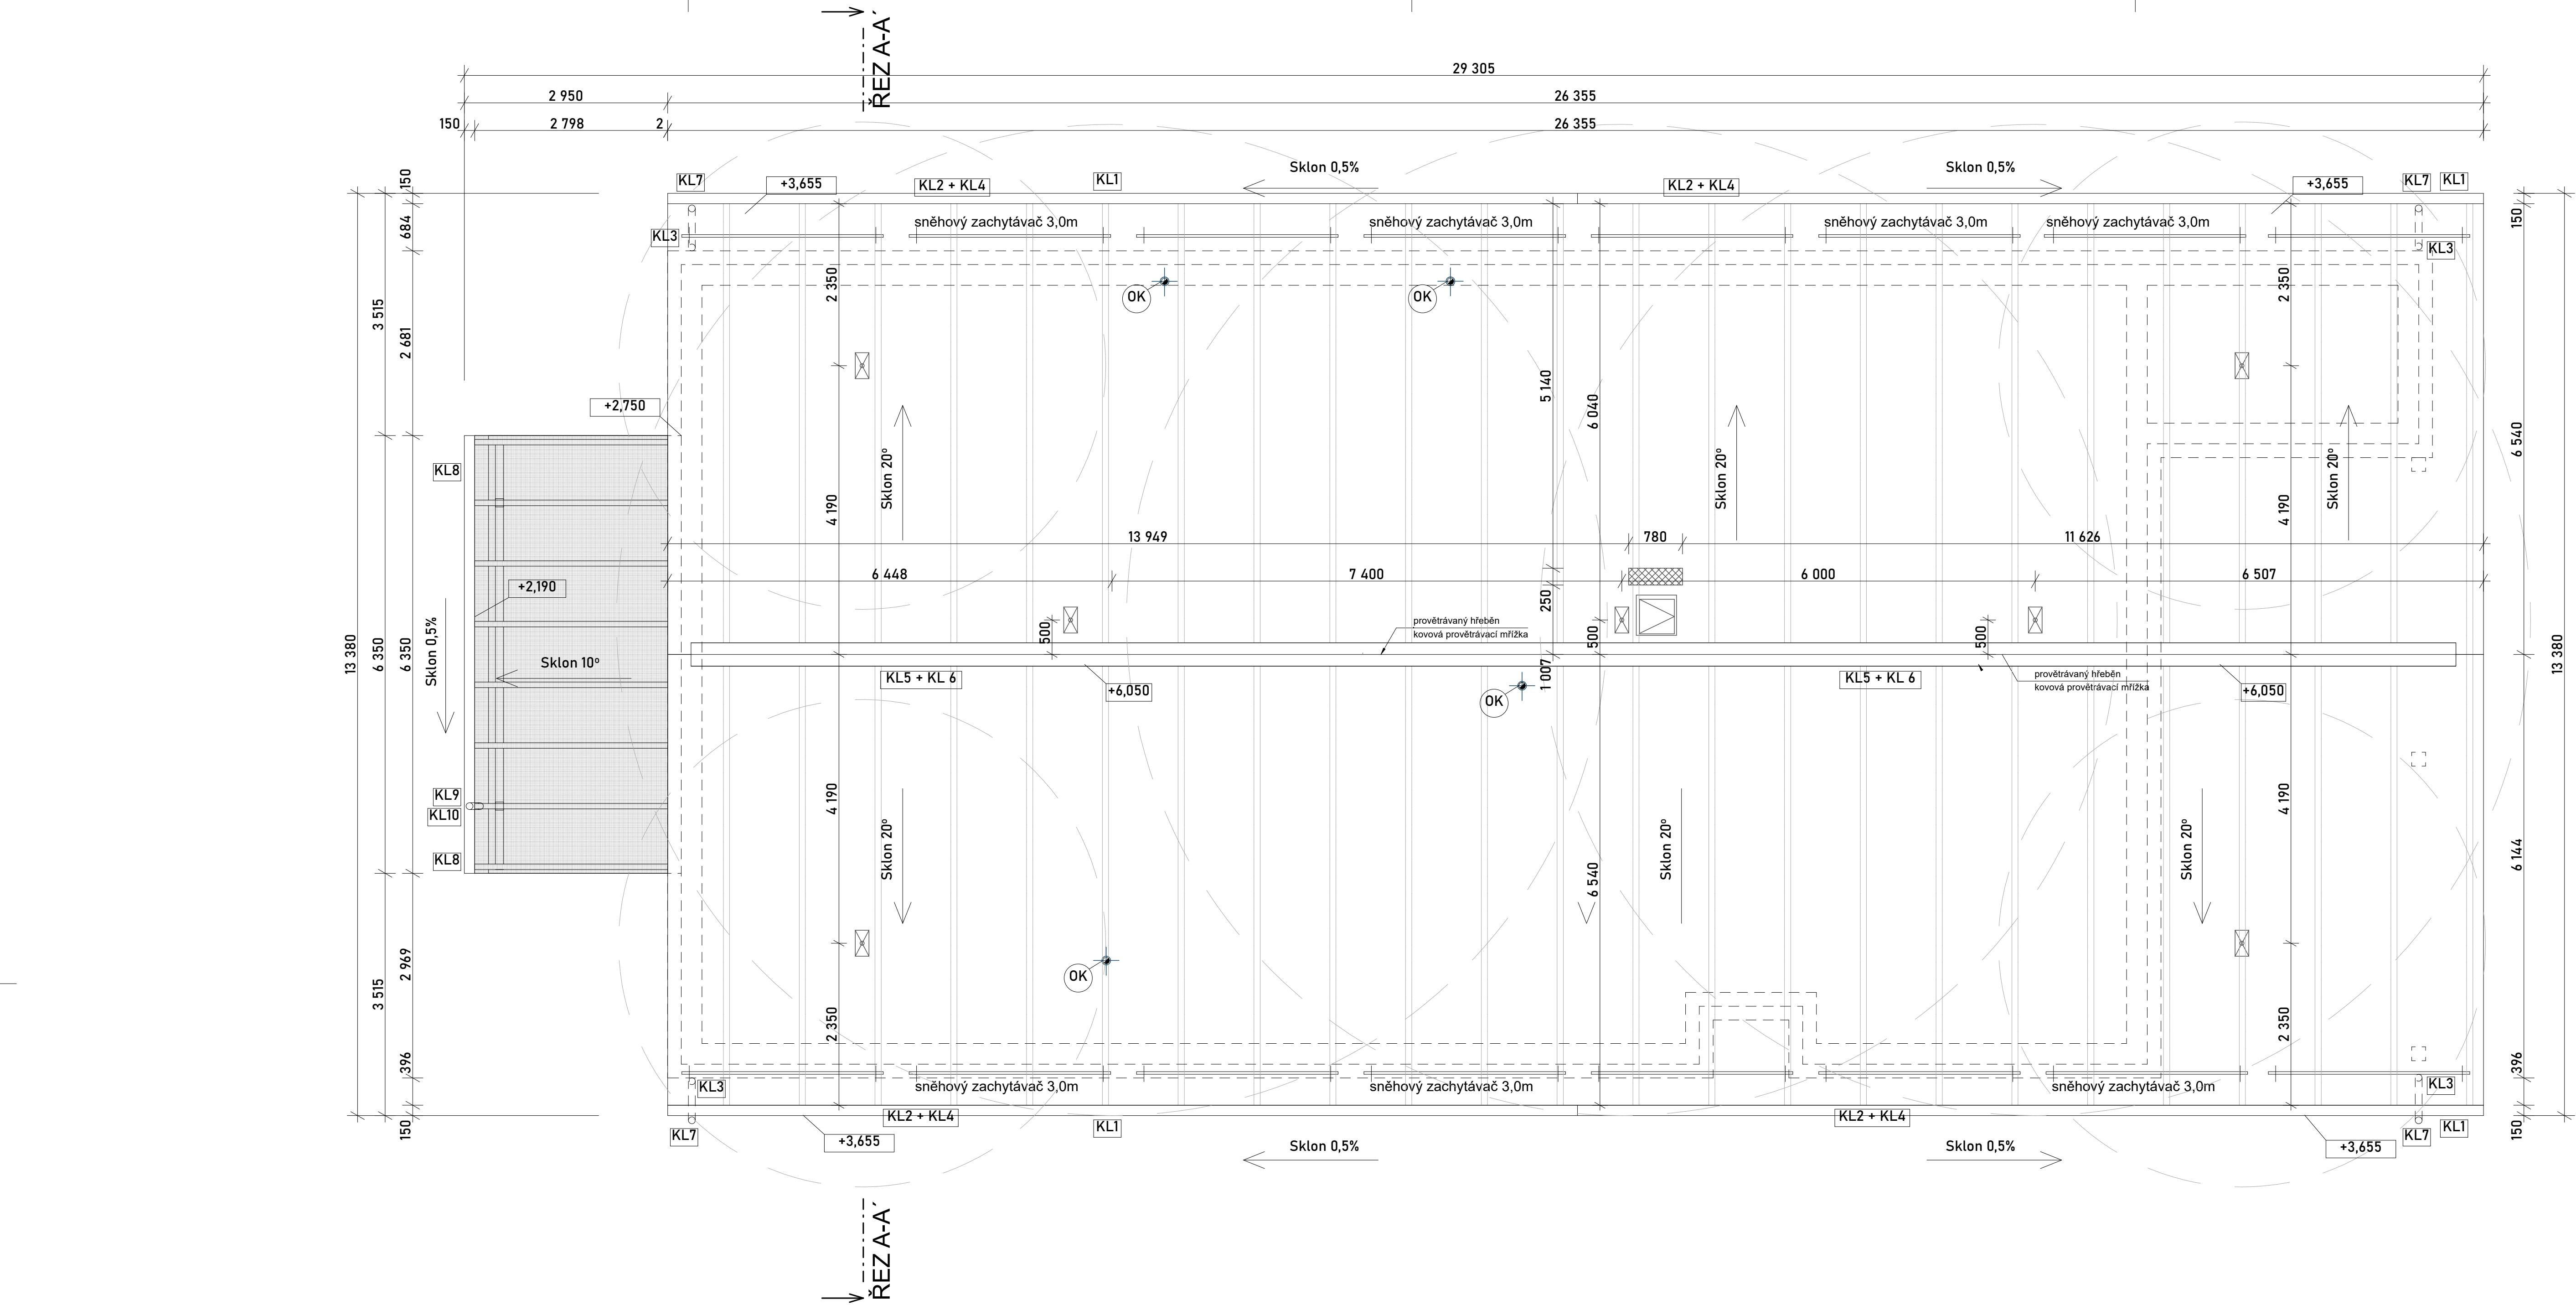 ŘEZ A-A´
29 305
2 950
26 355
150
2 798
2
26 355
Sklon 0,5%
Sklon 0,5%
KL7
+3,655
KL2 + KL4
KL1
KL2 + KL4
+3,655
KL7
KL1
150
684
150
sněhový zachytávač 3,0m
sněhový zachytávač 3,0m
sněhový zachytávač 3,0m
sněhový zachytávač 3,0m
KL3
KL3
2 350
2 350
OK
OK
3 515
2 681
5 140
6 040
+2,750
6 540
KL8
Sklon 20º
Sklon 20º
Sklon 20º
4 190
4 190
13 949
780
11 626
6 448
7 400
6 000
6 507
+2,190
250
500
500
500
provětrávaný hřeběn
kovová provětrávací mřížka
13 380
6 350
6 350
Sklon 0,5%
Sklon 10º
13 380
KL5 + KL 6
+6,050
1 007
KL5 + KL 6
provětrávaný hřeběn
kovová provětrávací mřížka
+6,050
OK
KL9
KL10
KL8
4 190
4 190
Sklon 20º
Sklon 20º
Sklon 20º
6 540
6 144
2 969
3 515
OK
2 350
2 350
396
396
KL3
sněhový zachytávač 3,0m
sněhový zachytávač 3,0m
sněhový zachytávač 3,0m
KL3
150
KL7
KL2 + KL4
+3,655
KL1
KL2 + KL4
KL7
KL1
150
+3,655
Sklon 0,5%
Sklon 0,5%
ŘEZ A-A´